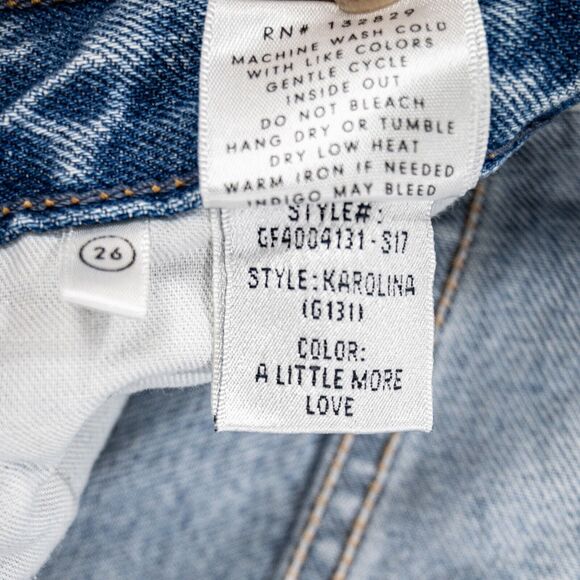 RN# 132829
MACHINE WASH COLD
WITH LIKE COLORS
GENTLE CYCLE
INSIDE OUT
DO NOT BLEACH
HANG DRY OR TUMBLE
DRY LOW HEAT
WARM IRON IF NEEDED
INDIGO MAY BLEED
STYLE#:
GF4004131-S17
STYLE:KAROLINA
(G131)
COLOR:
A LITTLE MORE
LOVE
26